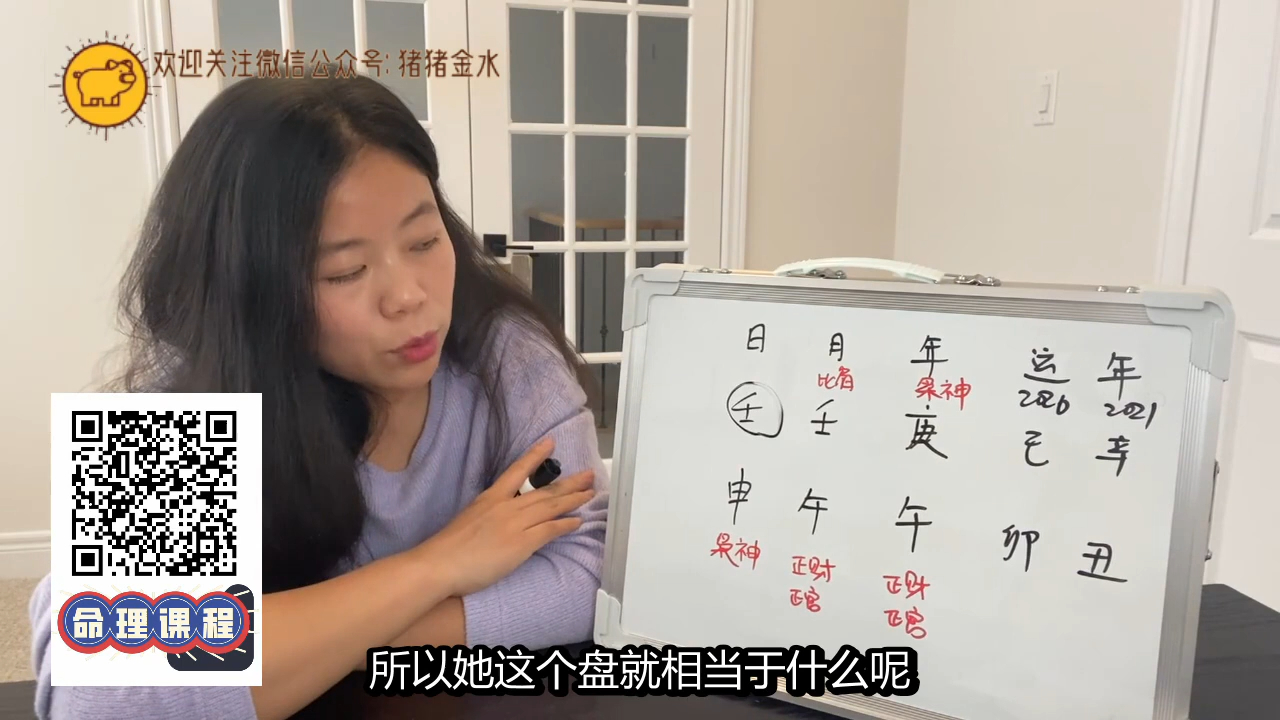 欢迎关注微信公众号: 猪猪金水
日 月 年 运 年
比肩 枭神 2020 2021
壬 壬 庚 己 辛
申 午 午 卯 丑
枭神 正财 正财
正官 正官
命理课程
所以她这个盘就相当于什么呢